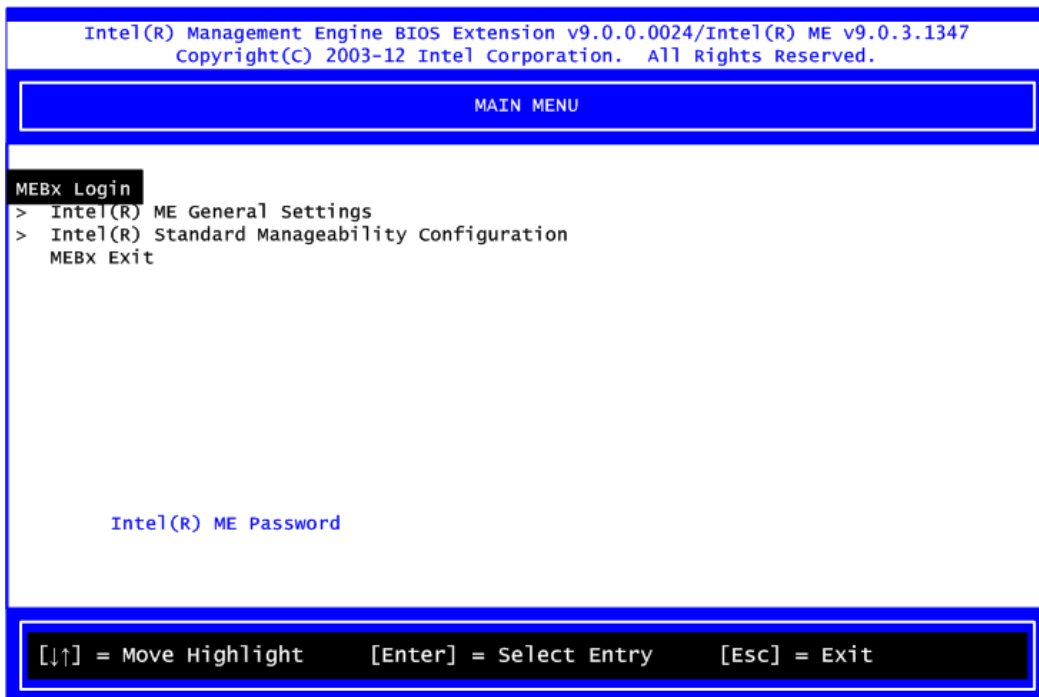 Intel(R) Management Engine BIOS Extension v9.0.0.0024/Intel(R) ME v9.0.3.1347
Copyright(C) 2003-12 Intel Corporation. All Rights Reserved.
MAIN MENU
MEBx Login
> Intel(R) ME General Settings
> Intel(R) Standard Manageability Configuration
MEBx Exit
Intel(R) ME Password
[↓↑] = Move Highlight [Enter] = Select Entry [Esc] = Exit